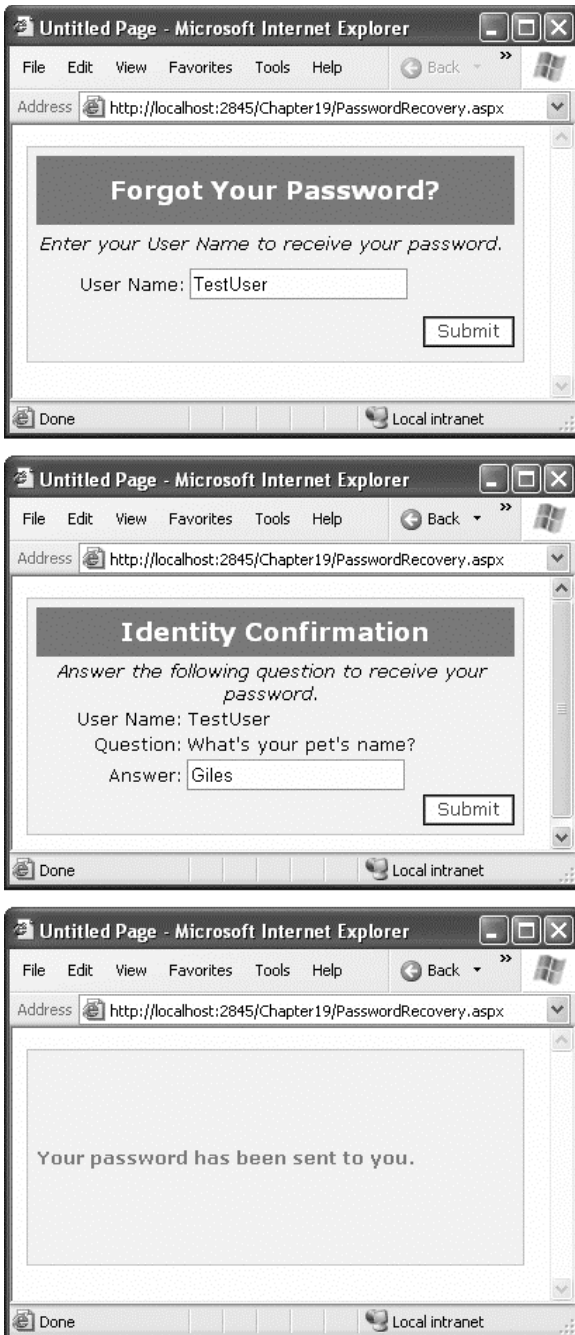 Untitled Page - Microsoft Internet Explorer
File Edit View Favorites Tools Help Back »
Address http://localhost:2845/Chapter19/PasswordRecovery.aspx
Forgot Your Password?
Enter your User Name to receive your password.
User Name: TestUser
Submit
Done Local intranet
Untitled Page - Microsoft Internet Explorer
File Edit View Favorites Tools Help Back »
Address http://localhost:2845/Chapter19/PasswordRecovery.aspx
Identity Confirmation
Answer the following question to receive your
password.
User Name: TestUser
Question: What's your pet's name?
Answer: Giles
Submit
Done Local intranet
Untitled Page - Microsoft Internet Explorer
File Edit View Favorites Tools Help Back »
Address http://localhost:2845/Chapter19/PasswordRecovery.aspx
Your password has been sent to you.
Done Local intranet